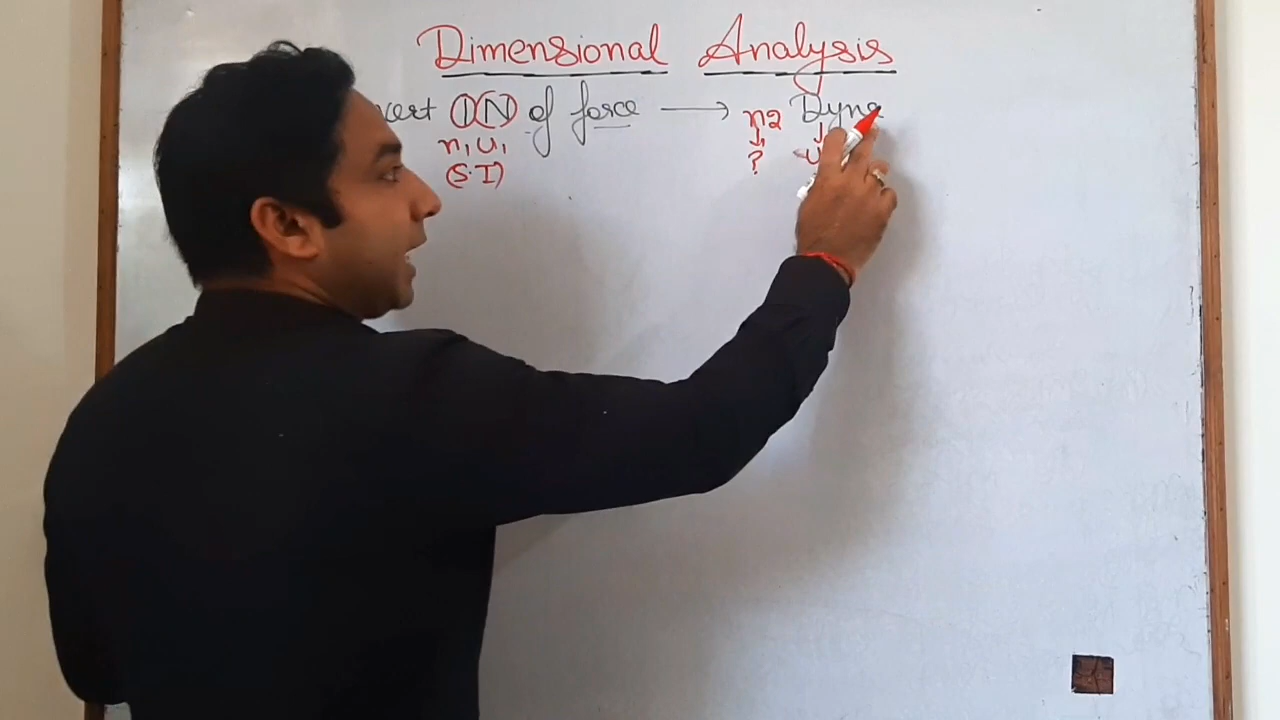 Dimensional Analysis
vert 1N of force → n2 Dyne
n₁ u₁ ↓ ↓
(S.I) ? u